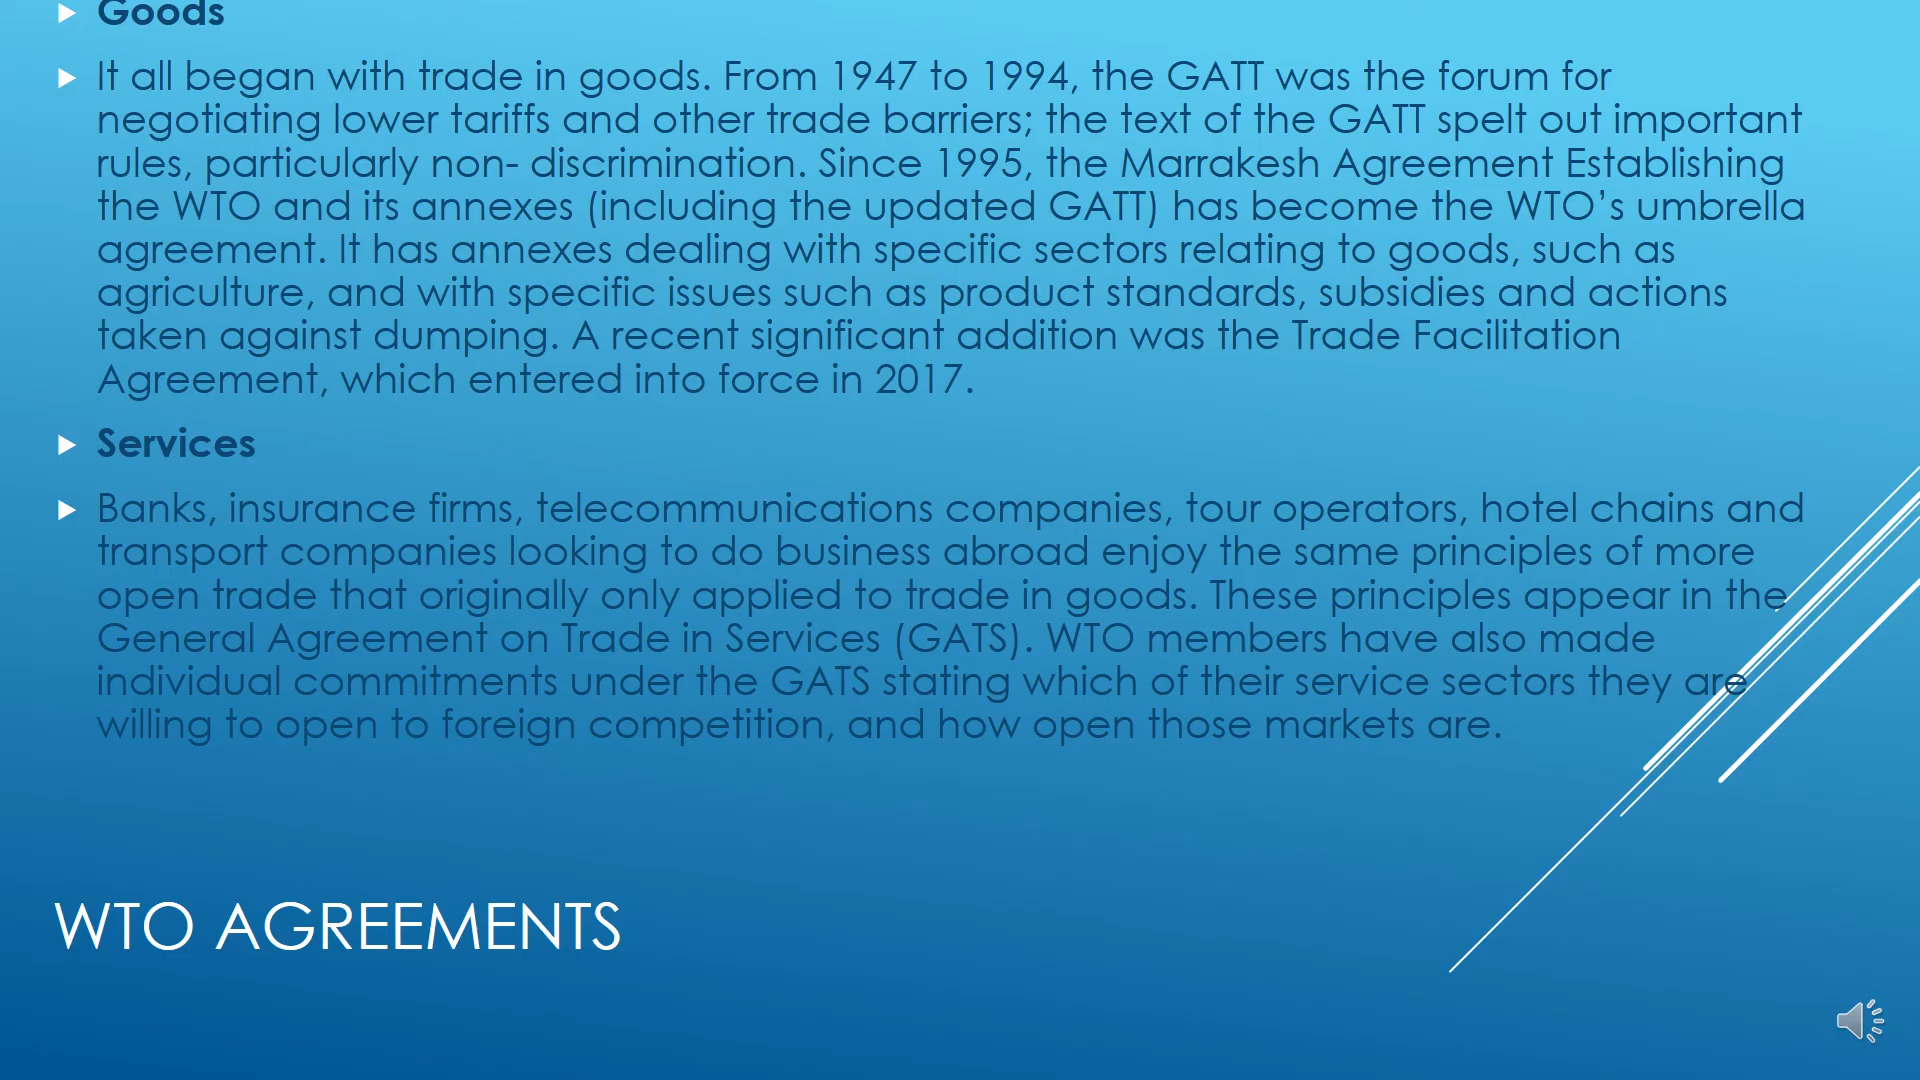 Goods
It all began with trade in goods. From 1947 to 1994, the GATT was the forum for
negotiating lower tariffs and other trade barriers; the text of the GATT spelt out important
rules, particularly non- discrimination. Since 1995, the Marrakesh Agreement Establishing
the WTO and its annexes (including the updated GATT) has become the WTO’s umbrella
agreement. It has annexes dealing with specific sectors relating to goods, such as
agriculture, and with specific issues such as product standards, subsidies and actions
taken against dumping. A recent significant addition was the Trade Facilitation
Agreement, which entered into force in 2017.
Services
Banks, insurance firms, telecommunications companies, tour operators, hotel chains and
transport companies looking to do business abroad enjoy the same principles of more
open trade that originally only applied to trade in goods. These principles appear in the
General Agreement on Trade in Services (GATS). WTO members have also made
individual commitments under the GATS stating which of their service sectors they are
willing to open to foreign competition, and how open those markets are.
WTO AGREEMENTS